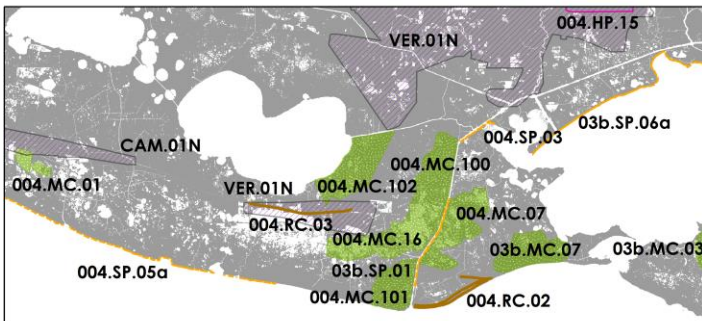 004.HP.15
VER.01N
03b.SP.06a
004.SP.03
CAM.01N
004.MC.100
004.MC.01
VER.01N
004.MC.102
004.MC.07
004.RC.03
004.MC.16
03b.MC.07
03b.MC.03
03b.SP.01
004.SP.05a
004.MC.101
004.RC.02